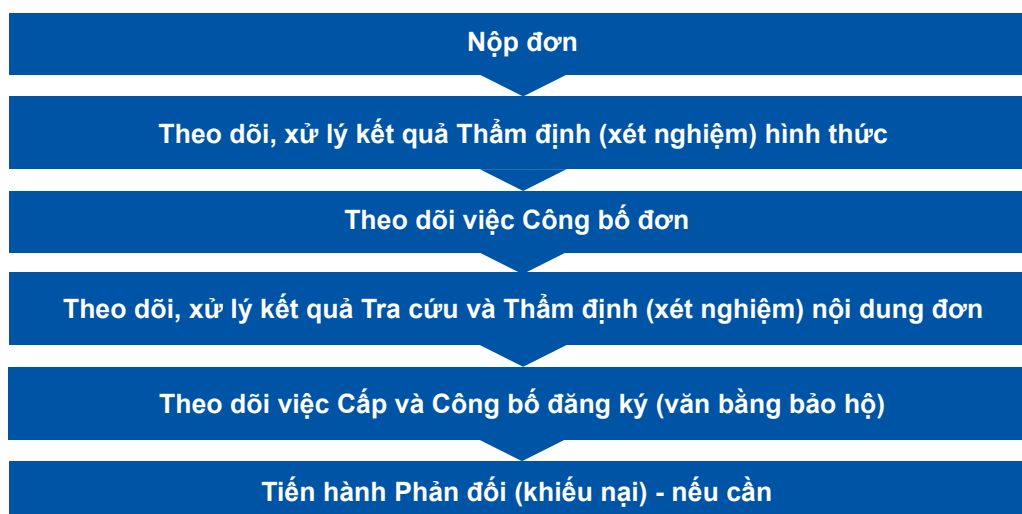 Nộp đơn
Theo dõi, xử lý kết quả Thẩm định (xét nghiệm) hình thức
Theo dõi việc Công bố đơn
Theo dõi, xử lý kết quả Tra cứu và Thẩm định (xét nghiệm) nội dung đơn
Theo dõi việc Cấp và Công bố đăng ký (văn bằng bảo hộ)
Tiến hành Phản đối (khiếu nại) - nếu cần